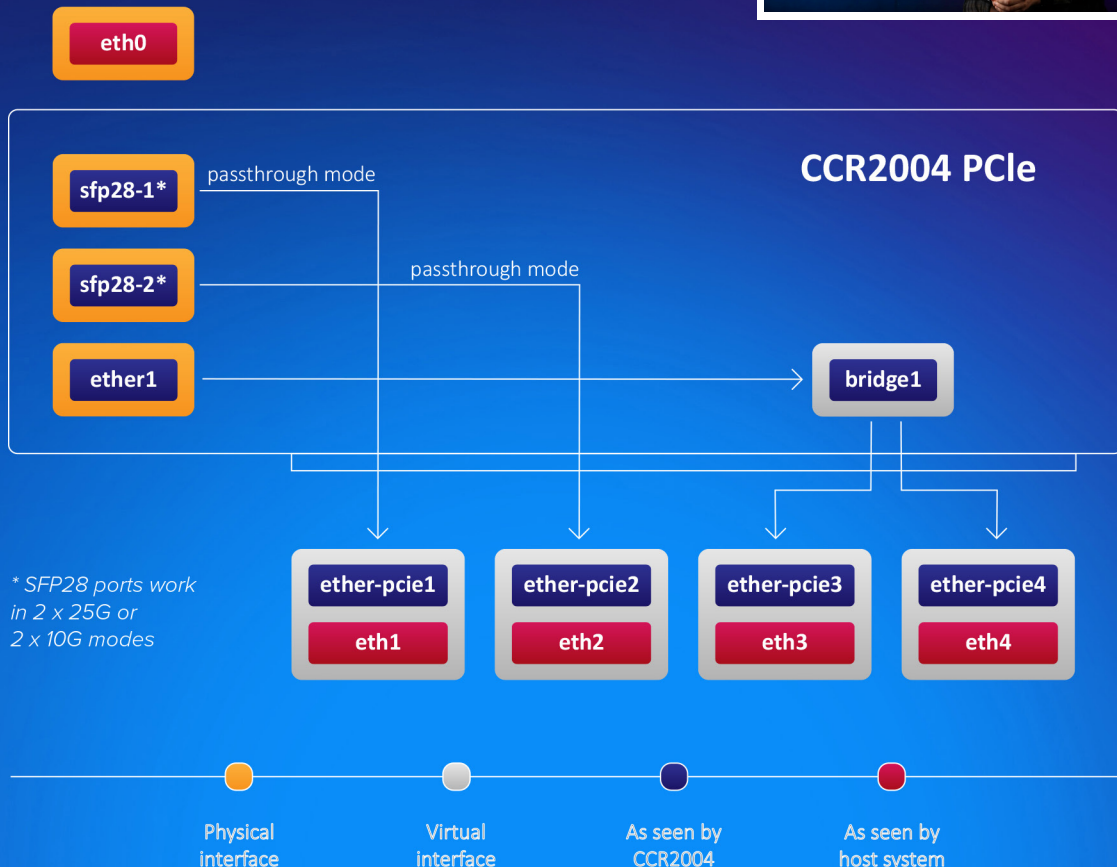 eth0
CCR2004 PCle
sfp28-1*
passthrough mode
sfp28-2*
passthrough mode
ether1
bridge1
* SFP28 ports work
in 2 x 25G or
2 x 10G modes
ether-pcie1
eth1
ether-pcie2
eth2
ether-pcie3
eth3
ether-pcie4
eth4
Physical
interface
Virtual
interface
As seen by
CCR2004
As seen by
host system